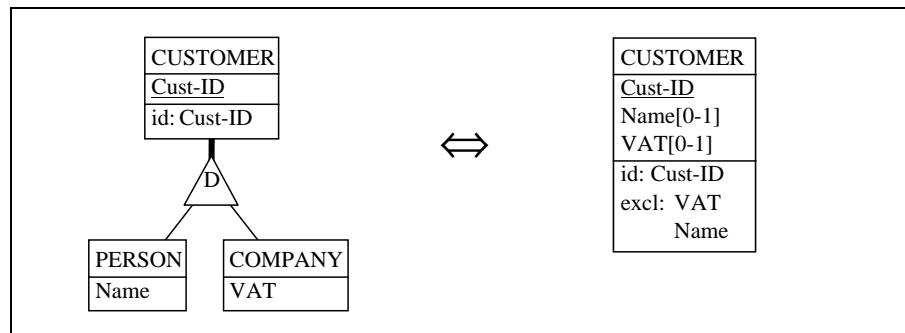 CUSTOMER
Cust-ID
id: Cust-ID
D
PERSON
Name
COMPANY
VAT
⇔
CUSTOMER
Cust-ID
Name[0-1]
VAT[0-1]
id: Cust-ID
excl: VAT
Name